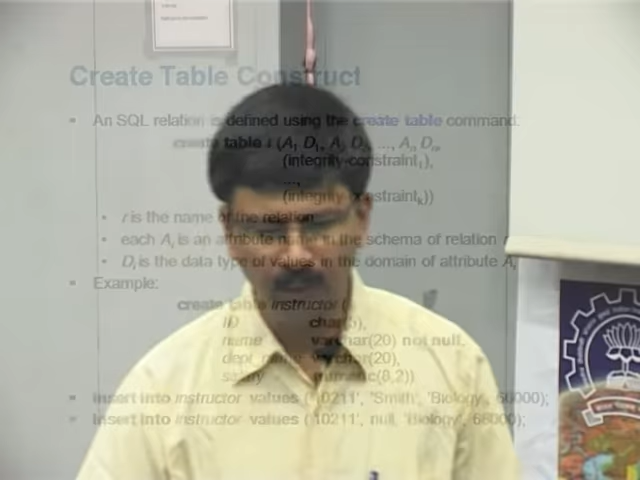 Create Table Construct
▪ An SQL relation is defined using the create table command:
create table r (A1 D1, A2 D2, ..., An Dn,
(integrity-constraint1),
...,
(integrity-constraintk))
• r is the name of the relation
• each Ai is an attribute name in the schema of relation r
• Di is the data type of values in the domain of attribute Ai
▪ Example:
create table instructor (
ID char(5),
name varchar(20) not null,
dept_name varchar(20),
salary numeric(8,2))
▪ insert into instructor values ('10211', 'Smith', 'Biology', 66000);
▪ insert into instructor values ('10211', null, 'Biology', 66000);